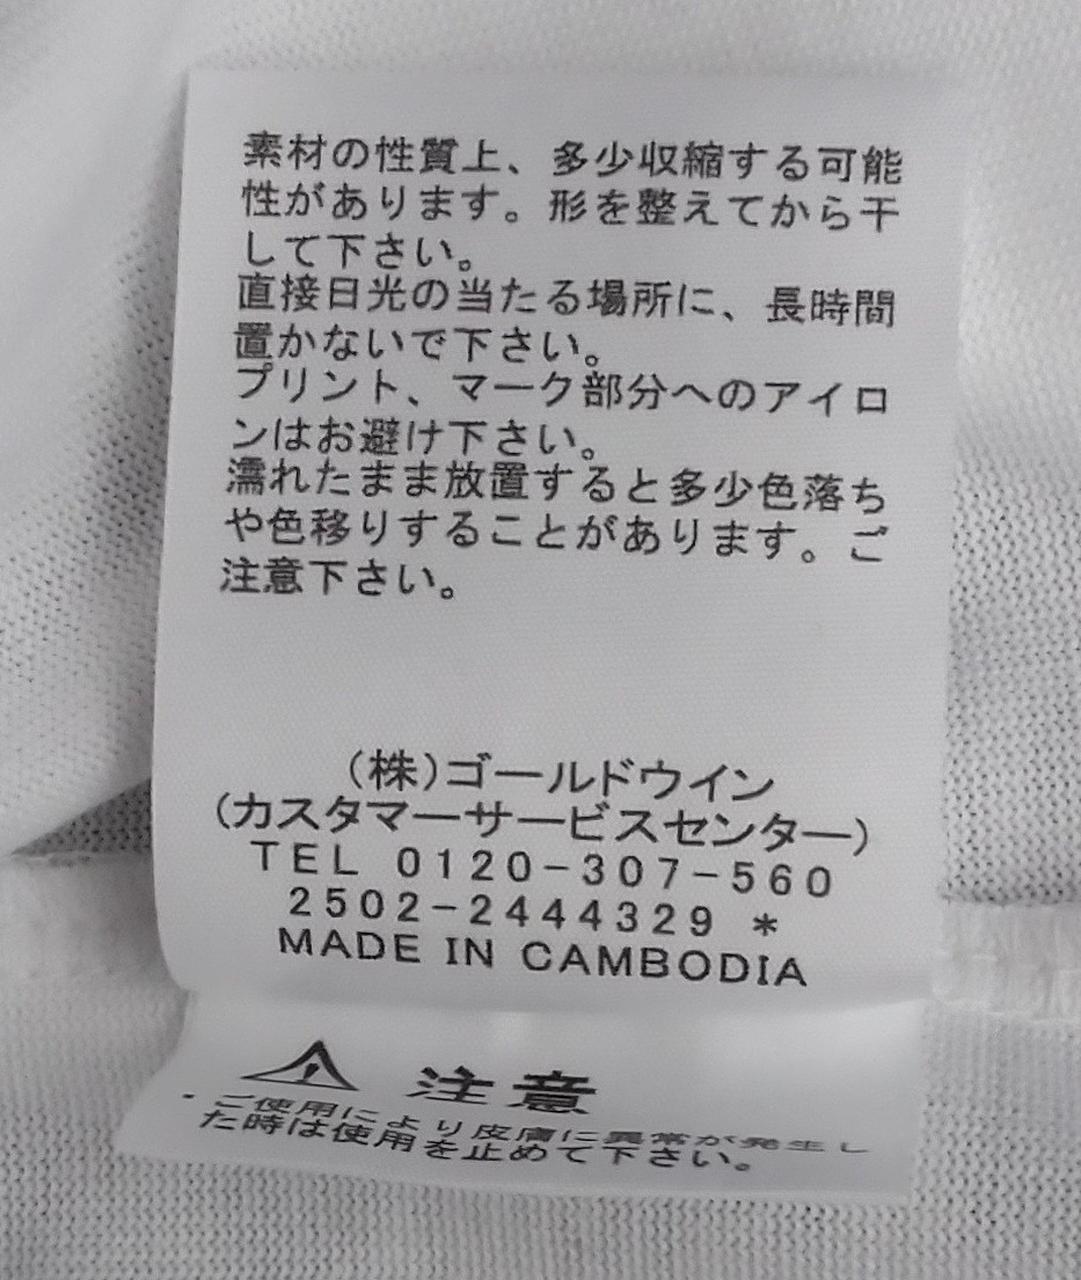 素材の性質上、多少収縮する可能
性があります。形を整えてから干
して下さい。
直接日光の当たる場所に、長時間
置かないで下さい。
プリント、マーク部分へのアイロ
ンはお避け下さい。
濡れたまま放置すると多少色落ち
や色移りすることがあります。ご
注意下さい。
(株)ゴールドウイン
(カスタマーサービスセンター)
TEL 0120-307-560
2502-2444329 *
MADE IN CAMBODIA
注意
・ご使用により皮膚に異常が発生し
た時は使用を止めて下さい。